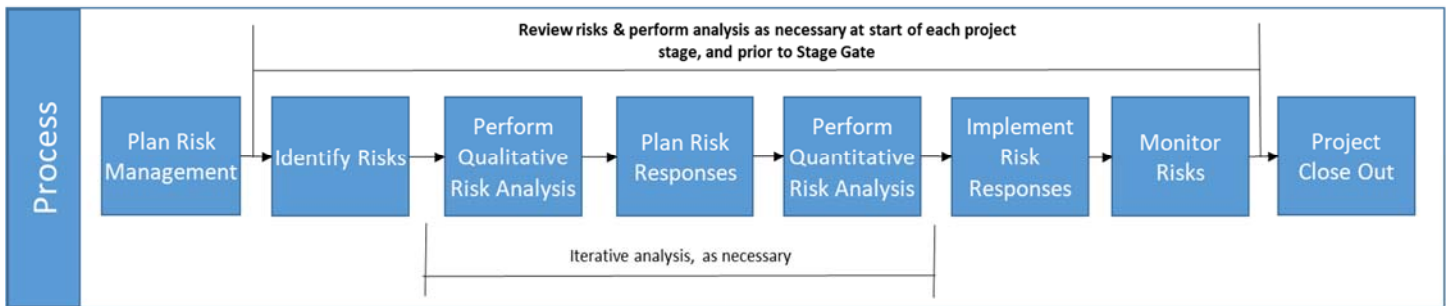 Process
Review risks & perform analysis as necessary at start of each project
stage, and prior to Stage Gate
Plan Risk
Management
Identify Risks
Perform
Qualitative
Risk Analysis
Plan Risk
Responses
Perform
Quantitative
Risk Analysis
Implement
Risk
Responses
Monitor
Risks
Project
Close Out
Iterative analysis, as necessary